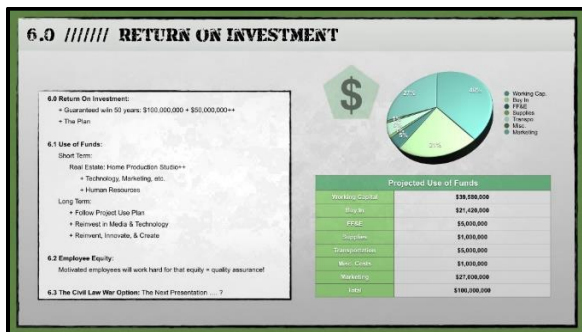 6.0 /////// RETURN ON INVESTMENT
6.0 Return On Investment:
+ Guaranteed win 50 years: $100,000,000 + $50,000,000++
+ The Plan
6.1 Use of Funds:
Short Term:
Real Estate: Home Production Studio++
+ Technology, Marketing, etc.
+ Human Resources
Long Term:
+ Follow Project Use Plan
+ Reinvest in Media & Technology
+ Reinvent, Innovate, & Create
6.2 Employee Equity:
Motivated employees will work hard for that equity = quality assurance!
6.3 The Civil Law War Option: The Next Presentation .... ?
$
27%
40%
21%
5%
Working Cap.
Buy In
FF&E
Supplies
Transpo.
Misc.
Marketing
Projected Use of Funds
Working Capital
Buy In $21,420,000
FF&E $5,000,000
Supplies $1,000,000
Transportation $5,000,000
Misc. Costs $1,000,000
Marketing $27,000,000
Total $100,000,000